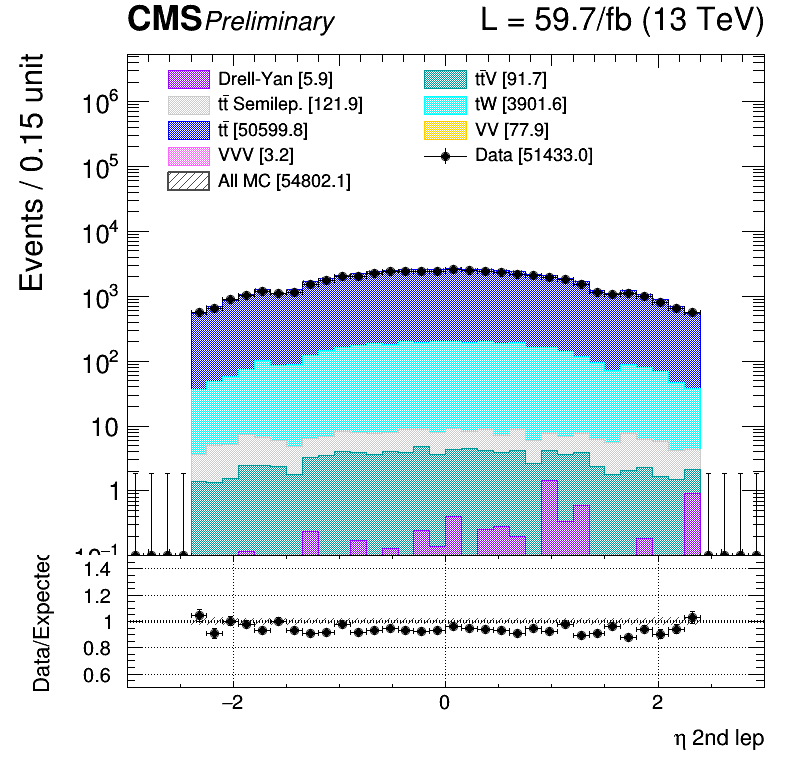 CMS Preliminary L = 59.7/fb (13 TeV)
Events / 0.15 unit
Drell-Yan [5.9]
tt̄ Semilep. [121.9]
tt̄ [50599.8]
VVV [3.2]
All MC [54802.1]
tt̄V [91.7]
tW [3901.6]
VV [77.9]
Data [51433.0]
10⁶
10⁵
10⁴
10³
10²
10
1
10⁻¹
Data/Expected
1.4
1.2
1
0.8
0.6
−2 0 2
η 2nd lep